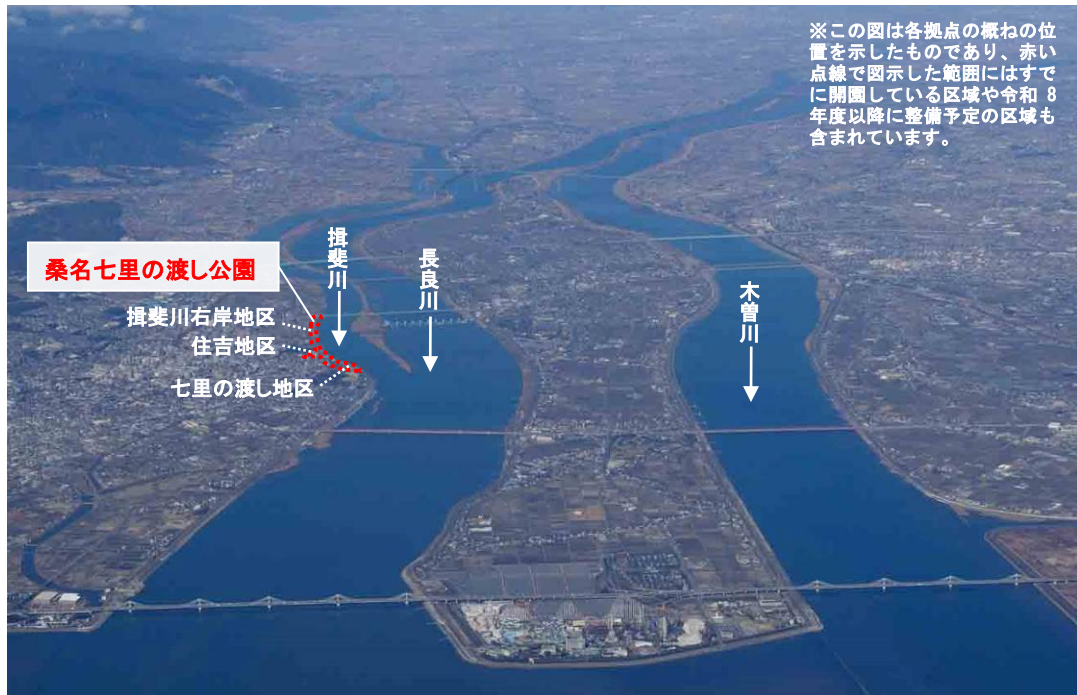 ※この図は各拠点の概ねの位
置を示したものであり、赤い
点線で図示した範囲にはすで
に開園している区域や令和 8
年度以降に整備予定の区域も
含まれています。
桑名七里の渡し公園
揖斐川右岸地区
住吉地区
七里の渡し地区
揖斐川
長良川
木曽川